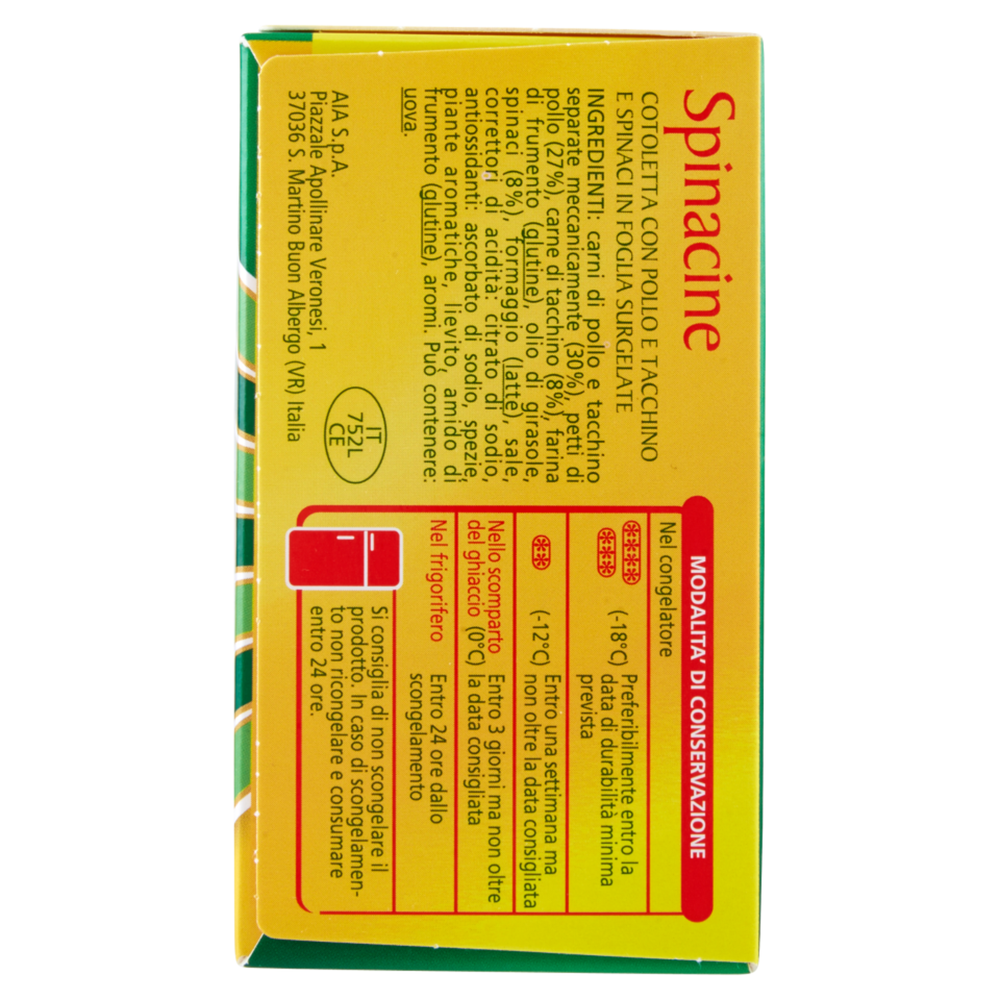 Spinacine
COTOLETTA CON POLLO E TACCHINO
E SPINACI IN FOGLIA SURGELATE
INGREDIENTI: carni di pollo e tacchino
separate meccanicamente (30%), petti di
pollo (27%), carne di tacchino (8%), farina
di frumento (glutine), olio di girasole,
spinaci (8%), formaggio (latte), sale,
correttori di acidità: citrato di sodio,
antiossidanti: ascorbato di sodio, spezie,
piante aromatiche, lievito, amido di
frumento (glutine), aromi. Può contenere:
uova.
AIA S.p.A.
Piazzale Apollinare Veronesi, 1
37036 S. Martino Buon Albergo (VR) Italia
IT
752L
CE
MODALITA' DI CONSERVAZIONE
Nel congelatore
****
***
(-18°C)
Preferibilmente entro la
data di durabilità minima
prevista
**
(-12°C)
Entro una settimana ma
non oltre la data consigliata
Nello scomparto
del ghiaccio (0°C)
Entro 3 giorni ma non oltre
la data consigliata
Nel frigorifero
Entro 24 ore dallo
scongelamento
Si consiglia di non scongelare il
prodotto. In caso di scongelamen-
to non ricongelare e consumare
entro 24 ore.